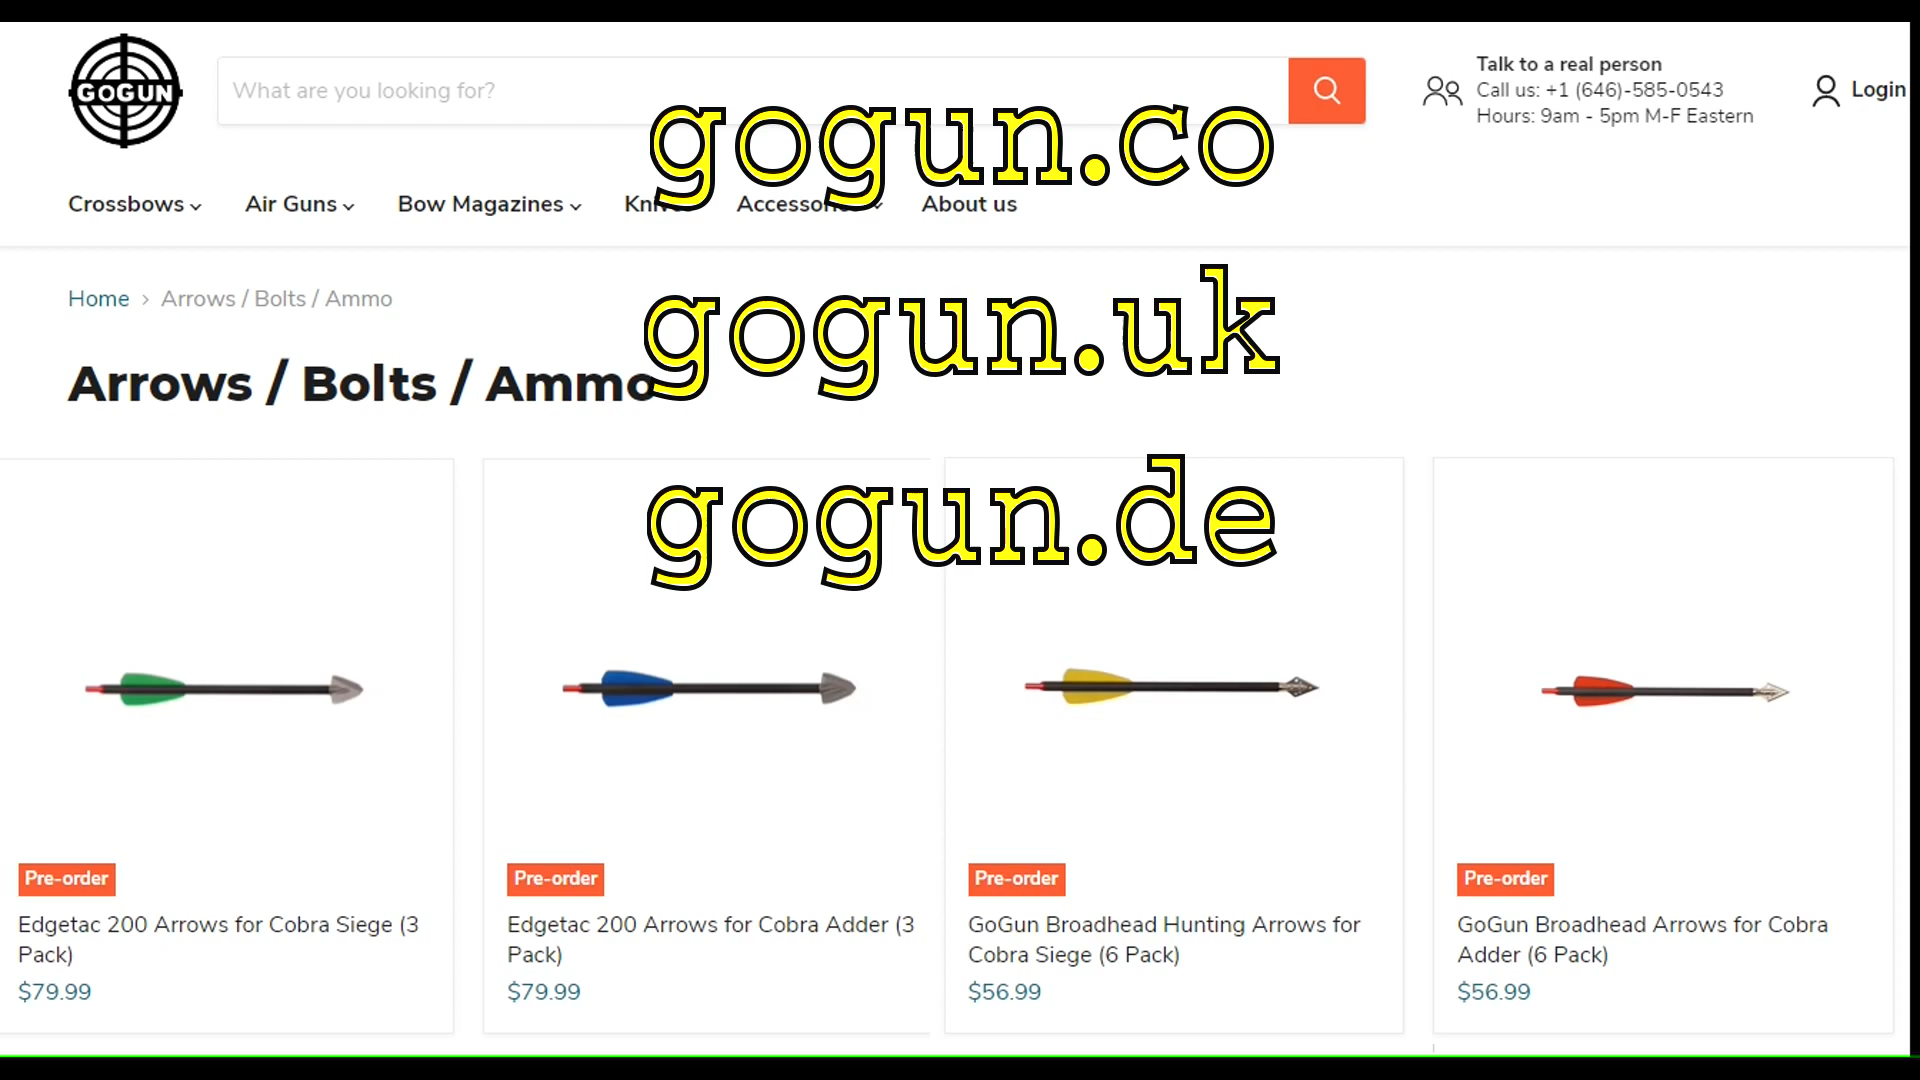 GOGUN
What are you looking for?
Talk to a real person
Call us: +1 (646)-585-0543
Hours: 9am - 5pm M-F Eastern
Login
gogun.co
Crossbows
Air Guns
Bow Magazines
About us
gogun.uk
Home > Arrows / Bolts / Ammo
Arrows / Bolts / Ammo
gogun.de
Pre-order
Edgetac 200 Arrows for Cobra Siege (3
Pack)
$79.99
Pre-order
Edgetac 200 Arrows for Cobra Adder (3
Pack)
$79.99
Pre-order
GoGun Broadhead Hunting Arrows for
Cobra Siege (6 Pack)
$56.99
Pre-order
GoGun Broadhead Arrows for Cobra
Adder (6 Pack)
$56.99